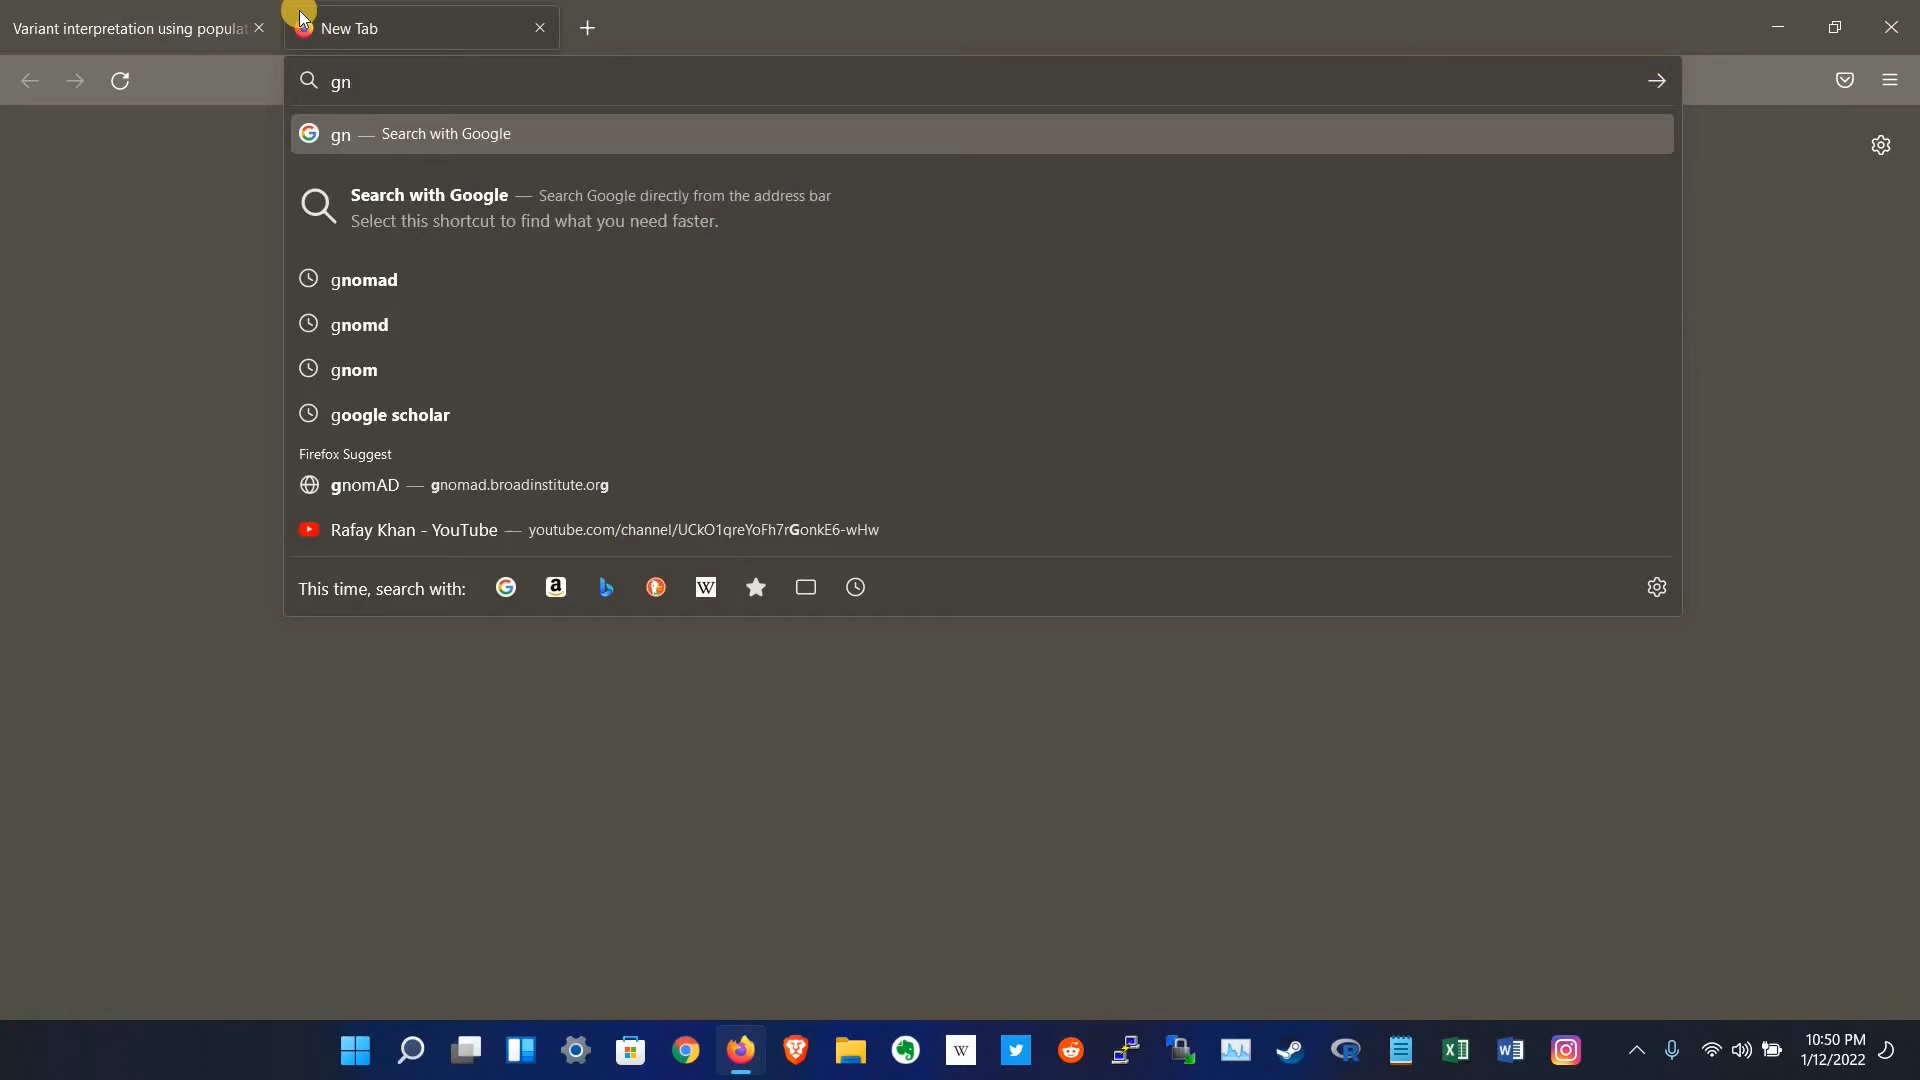 Variant interpretation using populat
New Tab
gn
gn — Search with Google
Search with Google — Search Google directly from the address bar
Select this shortcut to find what you need faster.
gnomad
gnomd
gnom
google scholar
Firefox Suggest
gnomAD — gnomad.broadinstitute.org
Rafay Khan - YouTube — youtube.com/channel/UCkO1qreYoFh7rGonkE6-wHw
This time, search with:
10:50 PM
1/12/2022